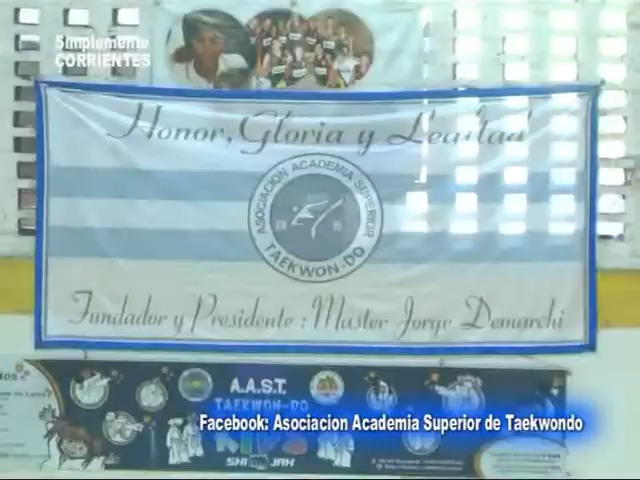 Simplemente
CORRIENTES
Honor, Gloria y Lealtad
ASOCIACION ACADEMIA SUPERIOR
TAEKWON-DO
Fundador y Presidente : Master Jorge Demarchi
A.A.S.T.
TAEKWON-DO
KIDS
Facebook: Asociacion Academia Superior de Taekwondo